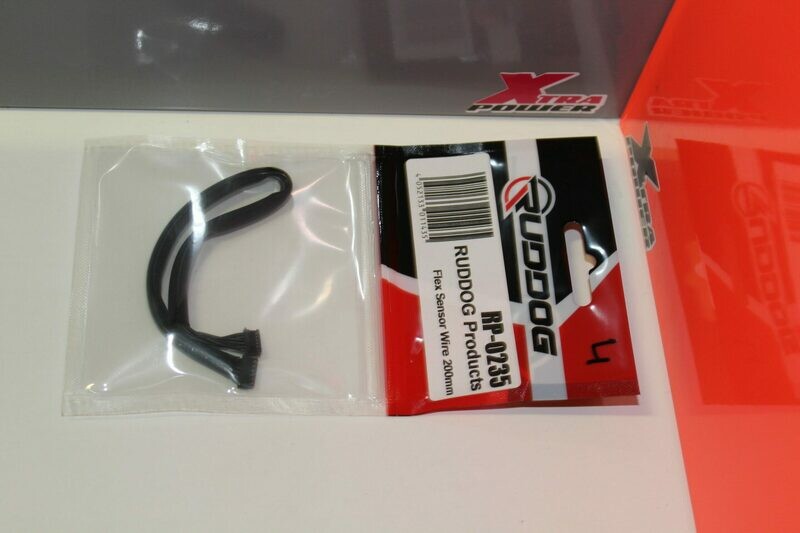 XTRA
POWER
RUDDOG
RP-0235
RUDDOG Products
Flex Sensor Wire 200mm
4